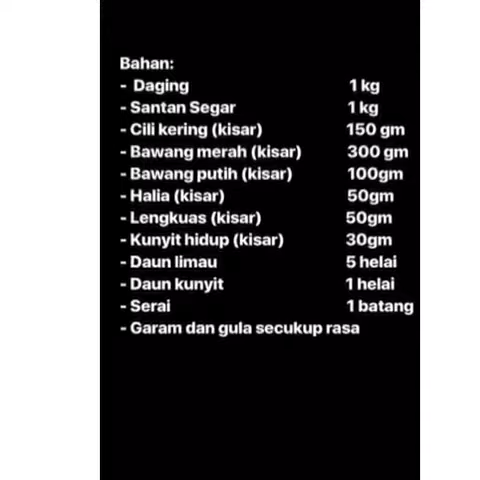 Bahan:
- Daging 1 kg
- Santan Segar 1 kg
- Cili kering (kisar) 150 gm
- Bawang merah (kisar) 300 gm
- Bawang putih (kisar) 100gm
- Halia (kisar) 50gm
- Lengkuas (kisar) 50gm
- Kunyit hidup (kisar) 30gm
- Daun limau 5 helai
- Daun kunyit 1 helai
- Serai 1 batang
- Garam dan gula secukup rasa